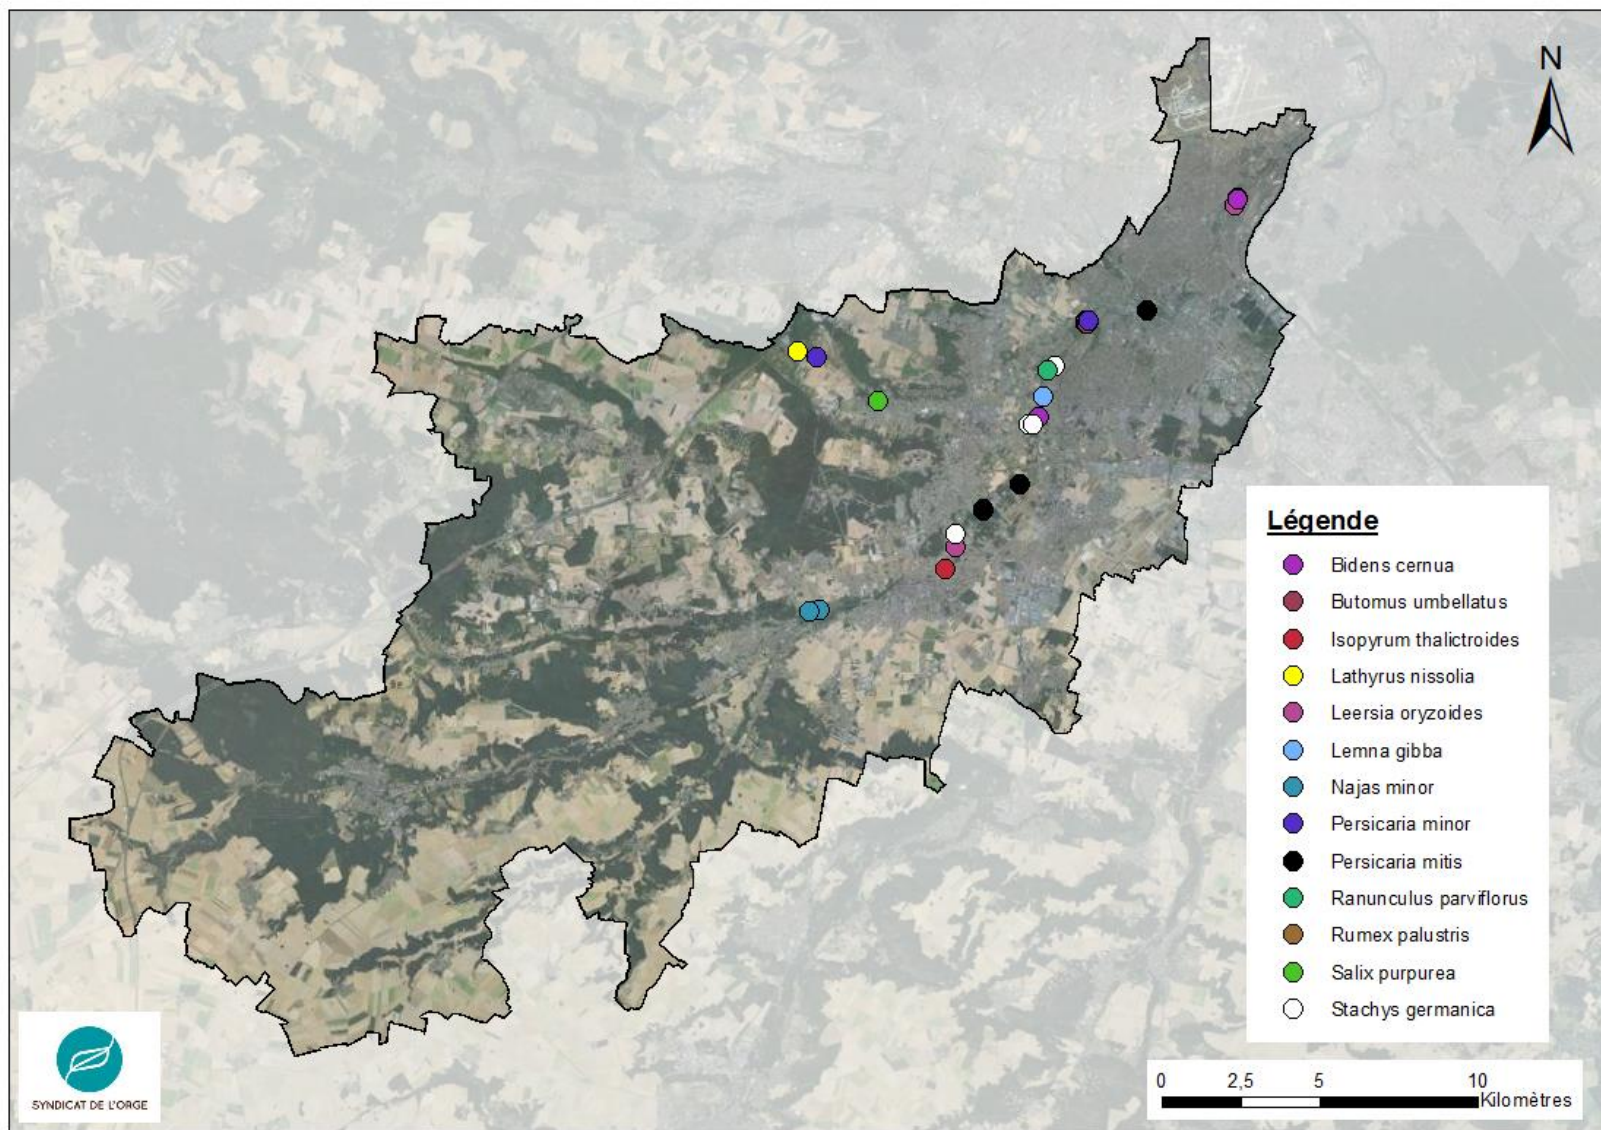 N
Légende
Bidens cernua
Butomus umbellatus
Isopyrum thalictroides
Lathyrus nissolia
Leersia oryzoides
Lemna gibba
Najas minor
Persicaria minor
Persicaria mitis
Ranunculus parviflorus
Rumex palustris
Salix purpurea
Stachys germanica
0 2,5 5 10
Kilomètres
SYNDICAT DE L'ORGE